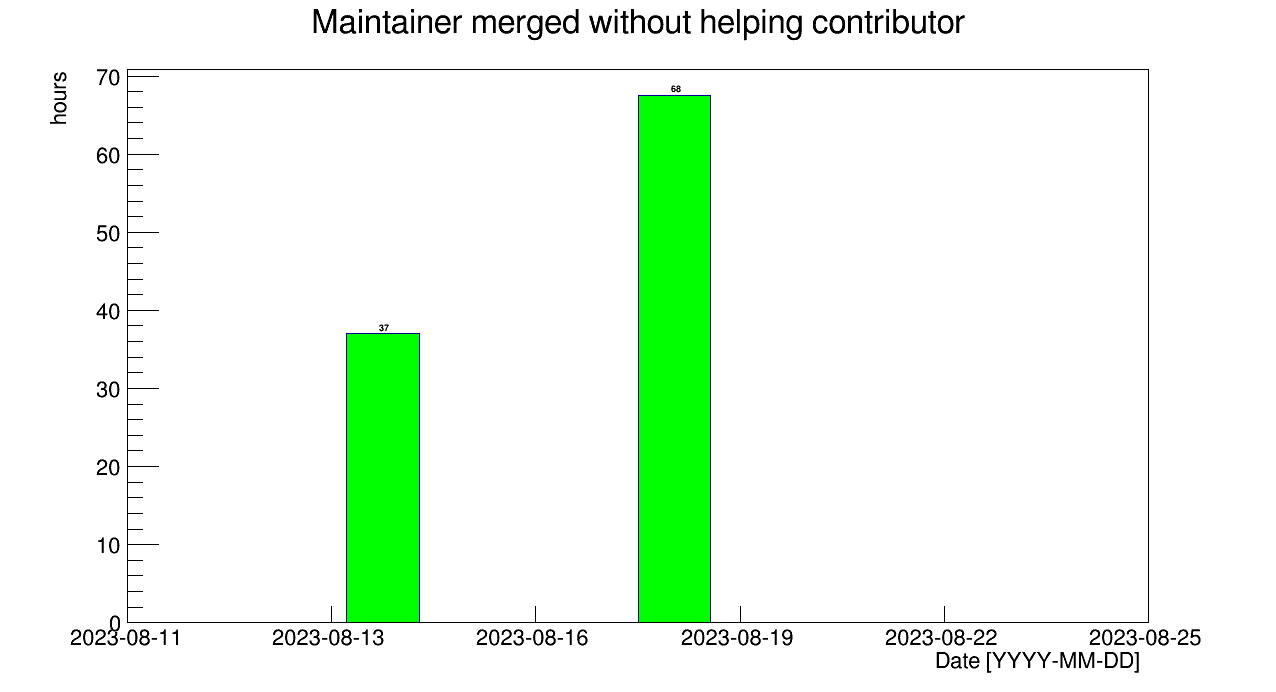 Maintainer merged without helping contributor
hours
70
60
50
40
30
20
10
0
68
37
2023-08-11 2023-08-13 2023-08-16 2023-08-19 2023-08-22 2023-08-25
Date [YYYY-MM-DD]